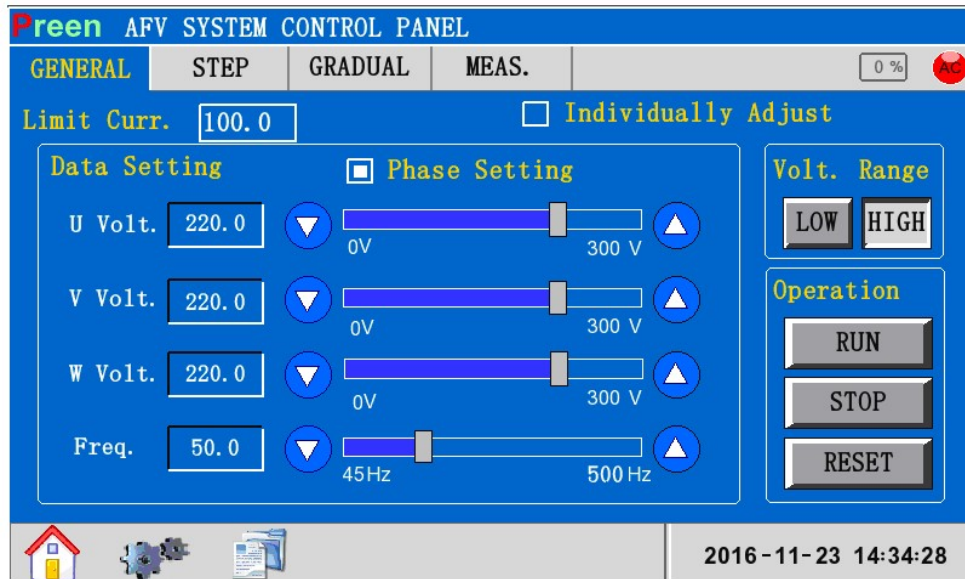 Preen AFV SYSTEM CONTROL PANEL
GENERAL STEP GRADUAL MEAS. 0 % AC
Limit Curr. 100.0 Individually Adjust
Data Setting Phase Setting
U Volt. 220.0
0V 300 V
V Volt. 220.0
0V 300 V
W Volt. 220.0
0V 300 V
Freq. 50.0
45Hz 500 Hz
Volt. Range
LOW HIGH
Operation
RUN
STOP
RESET
2016-11-23 14:34:28